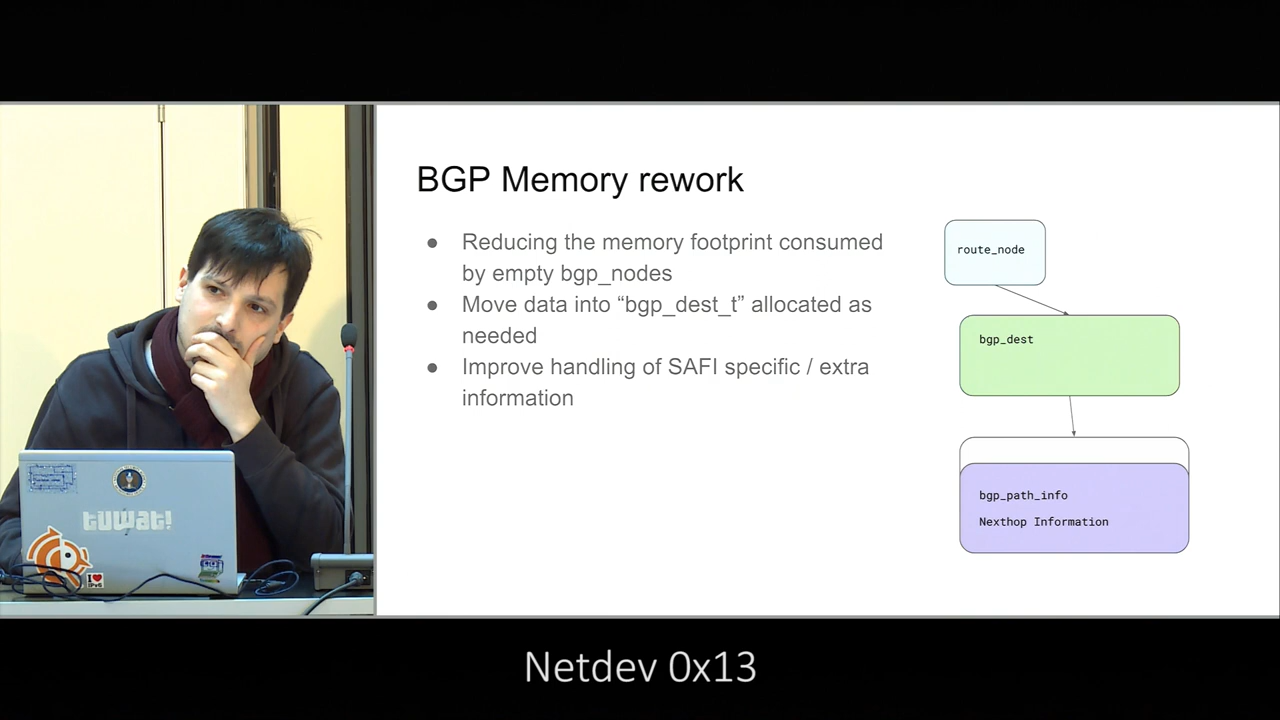 BGP Memory rework
● Reducing the memory footprint consumed
by empty bgp_nodes
● Move data into “bgp_dest_t” allocated as
needed
● Improve handling of SAFI specific / extra
information
route_node
bgp_dest
bgp_path_info
Nexthop Information
tuwat!
I ♥
IPv6
Netdev 0x13